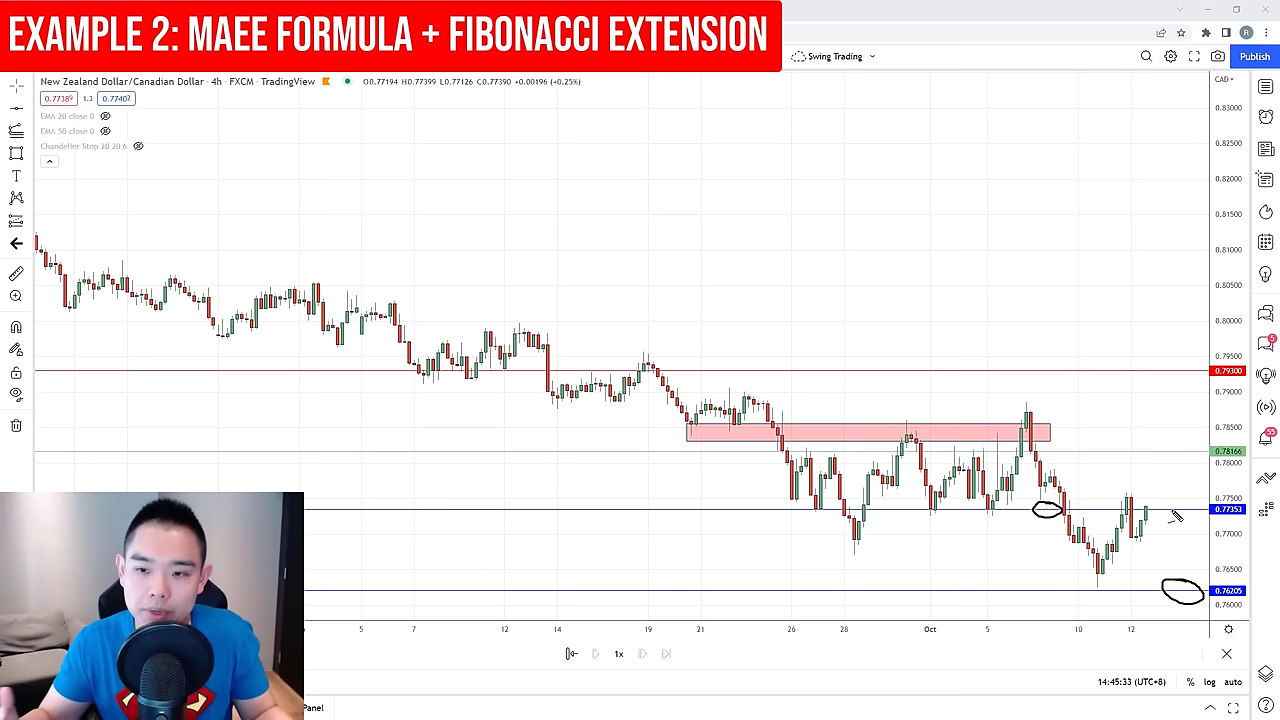 EXAMPLE 2: MAEE FORMULA + FIBONACCI EXTENSION
Swing Trading
Publish
New Zealand Dollar/Canadian Dollar · 4h · FXCM · TradingView O0.77194 H0.77399 L0.77126 C0.77390 +0.00196 (+0.25%)
CAD
0.77389 1.3 0.77402
EMA 20 close 0
EMA 50 close 0
Chandelier Stop 20 20 6
0.83000
0.82500
0.82000
0.81500
0.81000
0.80500
0.80000
0.79500
0.79300
0.79000
0.78500
0.78166
0.78000
0.77500
0.77353
0.77000
0.76500
0.76205
0.76000
5 7 12 14 19 21 26 28 Oct 5 10 12
1x
14:45:33 (UTC+8) % log auto
Panel
R
5
55